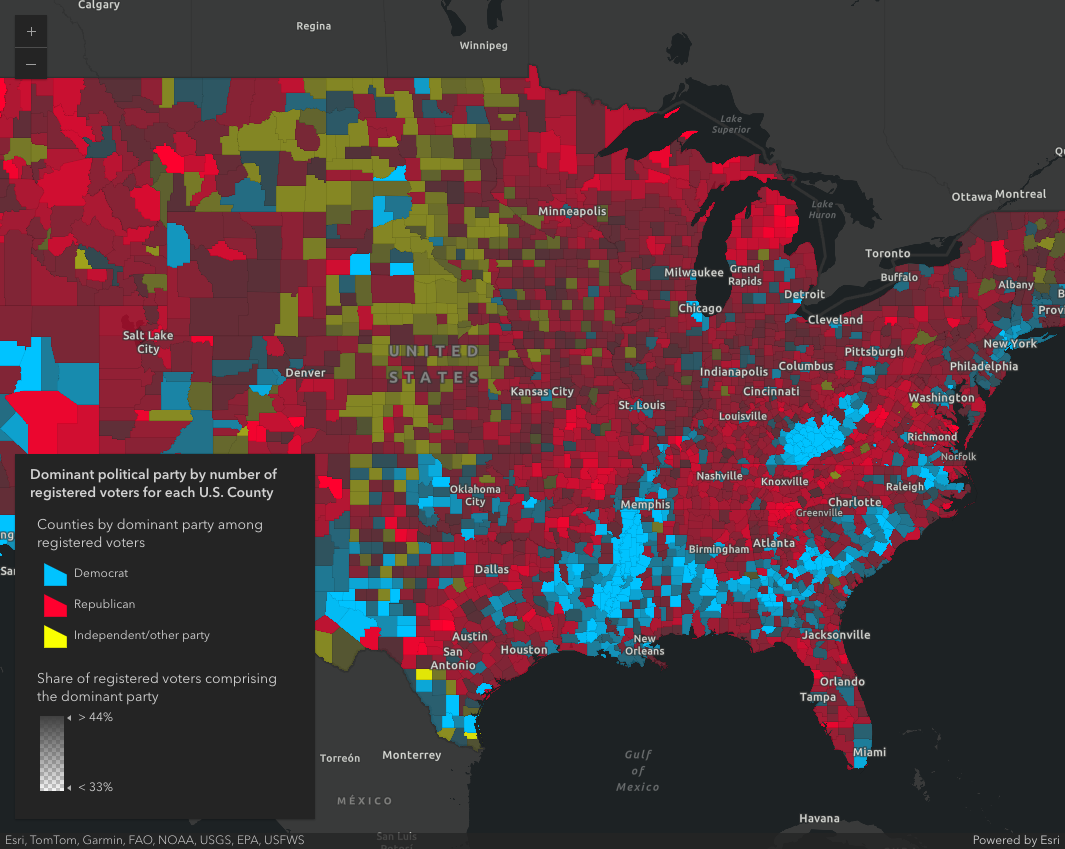 Calgary
Regina
Winnipeg
+
−
Lake
Superior
Lake
Huron
Ottawa
Montreal
Minneapolis
Toronto
Milwaukee
Grand
Rapids
Buffalo
Albany
Detroit
Chicago
Cleveland
Salt Lake
City
New York
UNITED
STATES
Pittsburgh
Denver
Indianapolis
Columbus
Philadelphia
Kansas City
Cincinnati
Washington
St. Louis
Louisville
Richmond
Norfolk
Nashville
Knoxville
Raleigh
Oklahoma
City
Memphis
Charlotte
Greenville
Birmingham
Atlanta
Dallas
Austin
San
Antonio
Houston
New
Orleans
Jacksonville
Orlando
Tampa
Miami
Gulf
of
Mexico
Torreón
Monterrey
MÉXICO
Havana
San Luis
Dominant political party by number of
registered voters for each U.S. County
Counties by dominant party among
registered voters
Democrat
Republican
Independent/other party
Share of registered voters comprising
the dominant party
> 44%
< 33%
Esri, TomTom, Garmin, FAO, NOAA, USGS, EPA, USFWS
Powered by Esri